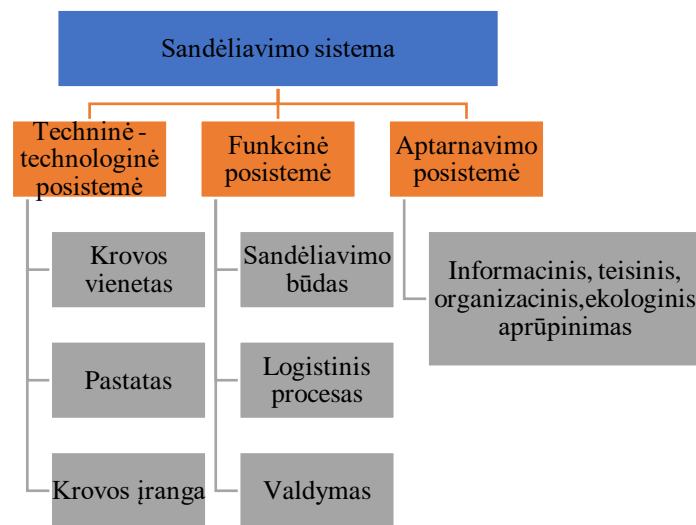 Sandėliavimo sistema
Techninė -
technologinė
posistemė
Funkcinė
posistemė
Aptarnavimo
posistemė
Krovos
vienetas
Pastatas
Krovos įranga
Sandėliavimo
būdas
Logistinis
procesas
Valdymas
Informacinis, teisinis,
organizacinis,ekologinis
aprūpinimas